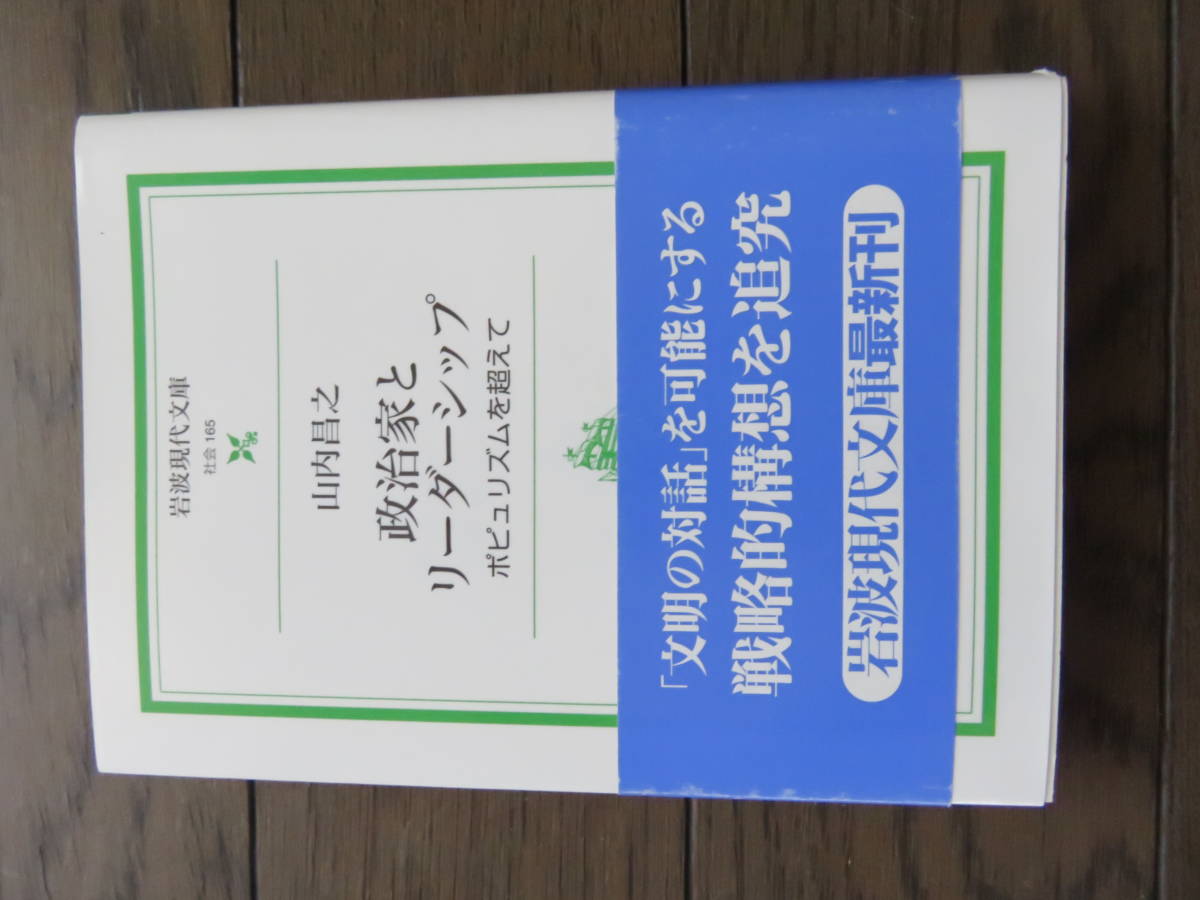 岩波現代文庫
社会 165
山内昌之
政治家と
リーダーシップ
ポピュリズムを超えて
「文明の対話」を可能にする
戦略的構想を追究
岩波現代文庫最新刊